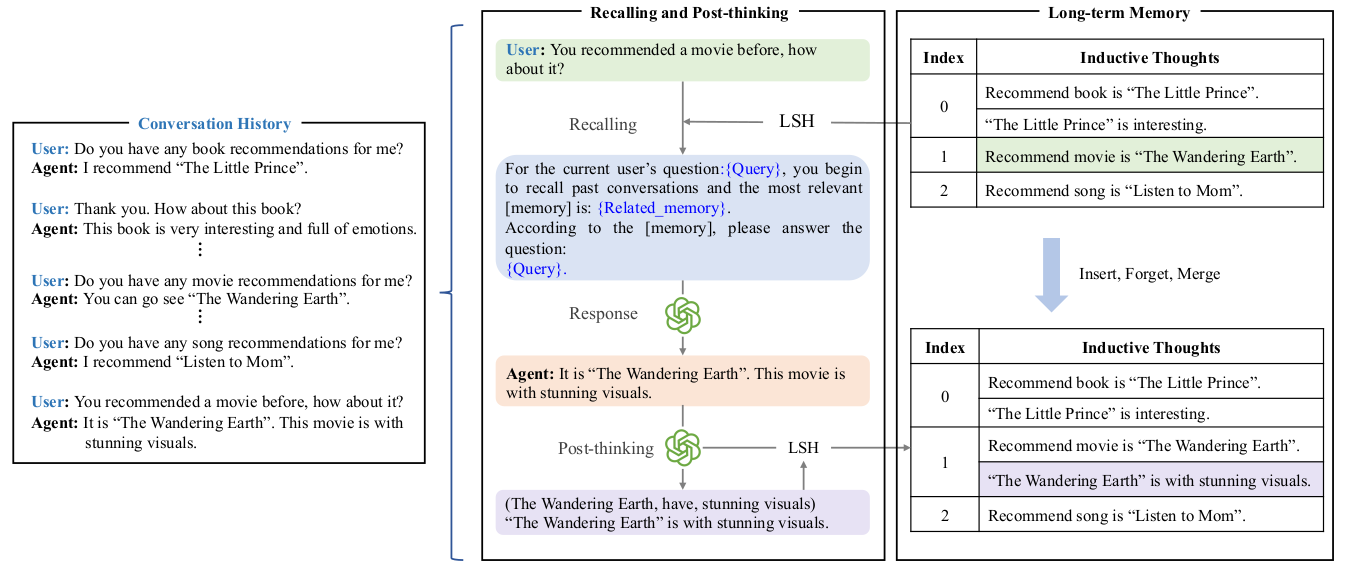 Conversation History
User: Do you have any book recommendations for me?
Agent: I recommend “The Little Prince”.
User: Thank you. How about this book?
Agent: This book is very interesting and full of emotions.
⋮
User: Do you have any movie recommendations for me?
Agent: You can go see “The Wandering Earth”.
⋮
User: Do you have any song recommendations for me?
Agent: I recommend “Listen to Mom”.
User: You recommended a movie before, how about it?
Agent: It is “The Wandering Earth”. This movie is with
stunning visuals.
Recalling and Post-thinking
User: You recommended a movie before, how
about it?
Recalling
LSH
For the current user’s question:{Query}, you begin
to recall past conversations and the most relevant
[memory] is: {Related_memory}.
According to the [memory], please answer the
question:
{Query}.
Response
Agent: It is “The Wandering Earth”. This movie is
with stunning visuals.
Post-thinking
LSH
(The Wandering Earth, have, stunning visuals)
“The Wandering Earth” is with stunning visuals.
Long-term Memory
Index Inductive Thoughts
0
Recommend book is “The Little Prince”.
“The Little Prince” is interesting.
1 Recommend movie is “The Wandering Earth”.
2 Recommend song is “Listen to Mom”.
Insert, Forget, Merge
Index Inductive Thoughts
0
Recommend book is “The Little Prince”.
“The Little Prince” is interesting.
1
Recommend movie is “The Wandering Earth”.
“The Wandering Earth” is with stunning visuals.
2 Recommend song is “Listen to Mom”.